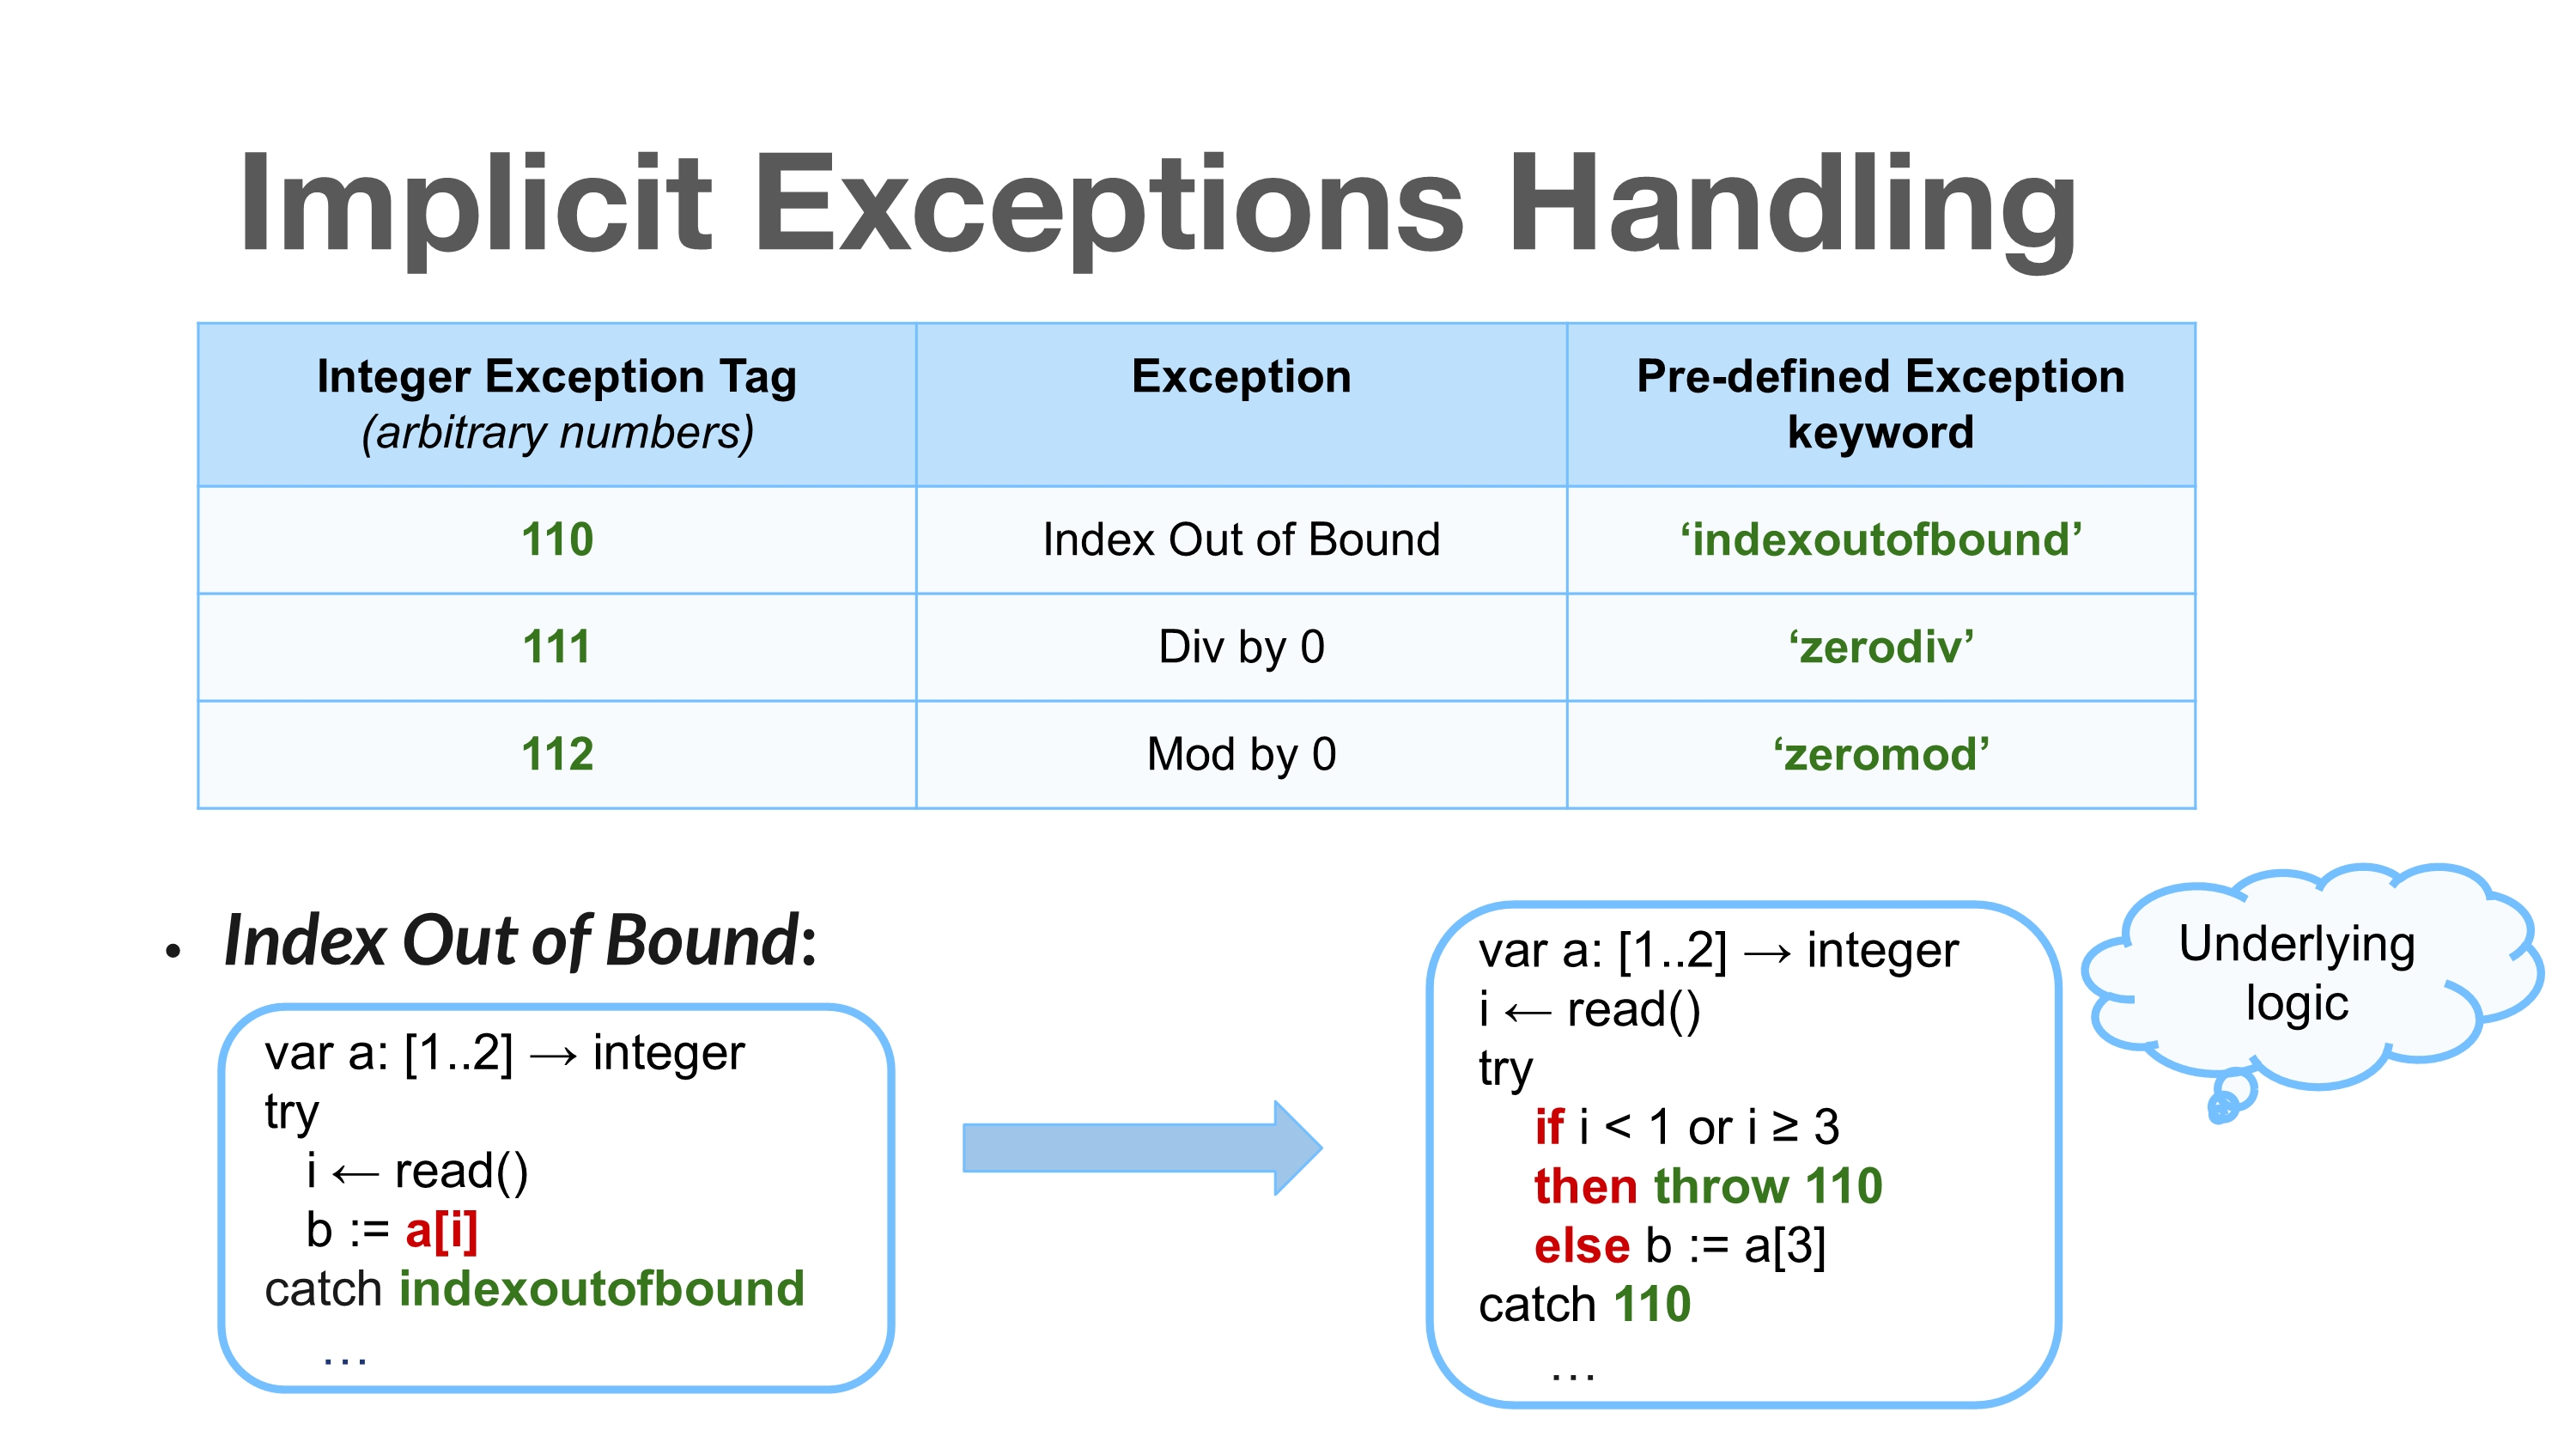 Implicit Exceptions Handling
Integer Exception Tag
(arbitrary numbers)
Exception
Pre-defined Exception
keyword
110
Index Out of Bound
‘indexoutofbound’
111
Div by 0
‘zerodiv’
112
Mod by 0
‘zeromod’
• Index Out of Bound:
var a: [1..2] → integer
try
i ← read()
b := a[i]
catch indexoutofbound
…
var a: [1..2] → integer
i ← read()
try
if i < 1 or i ≥ 3
then throw 110
else b := a[3]
catch 110
…
Underlying
logic